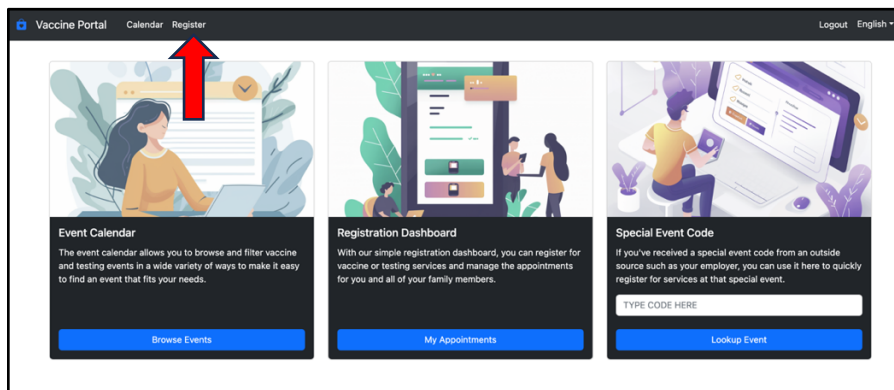 Vaccine Portal Calendar Register Logout English
Event Calendar
The event calendar allows you to browse and filter vaccine
and testing events in a wide variety of ways to make it easy
to find an event that fits your needs.
Browse Events
Registration Dashboard
With our simple registration dashboard, you can register for
vaccine or testing services and manage the appointments
for you and all of your family members.
My Appointments
Special Event Code
If you've received a special event code from an outside
source such as your employer, you can use it here to quickly
register for services at that special event.
TYPE CODE HERE
Lookup Event